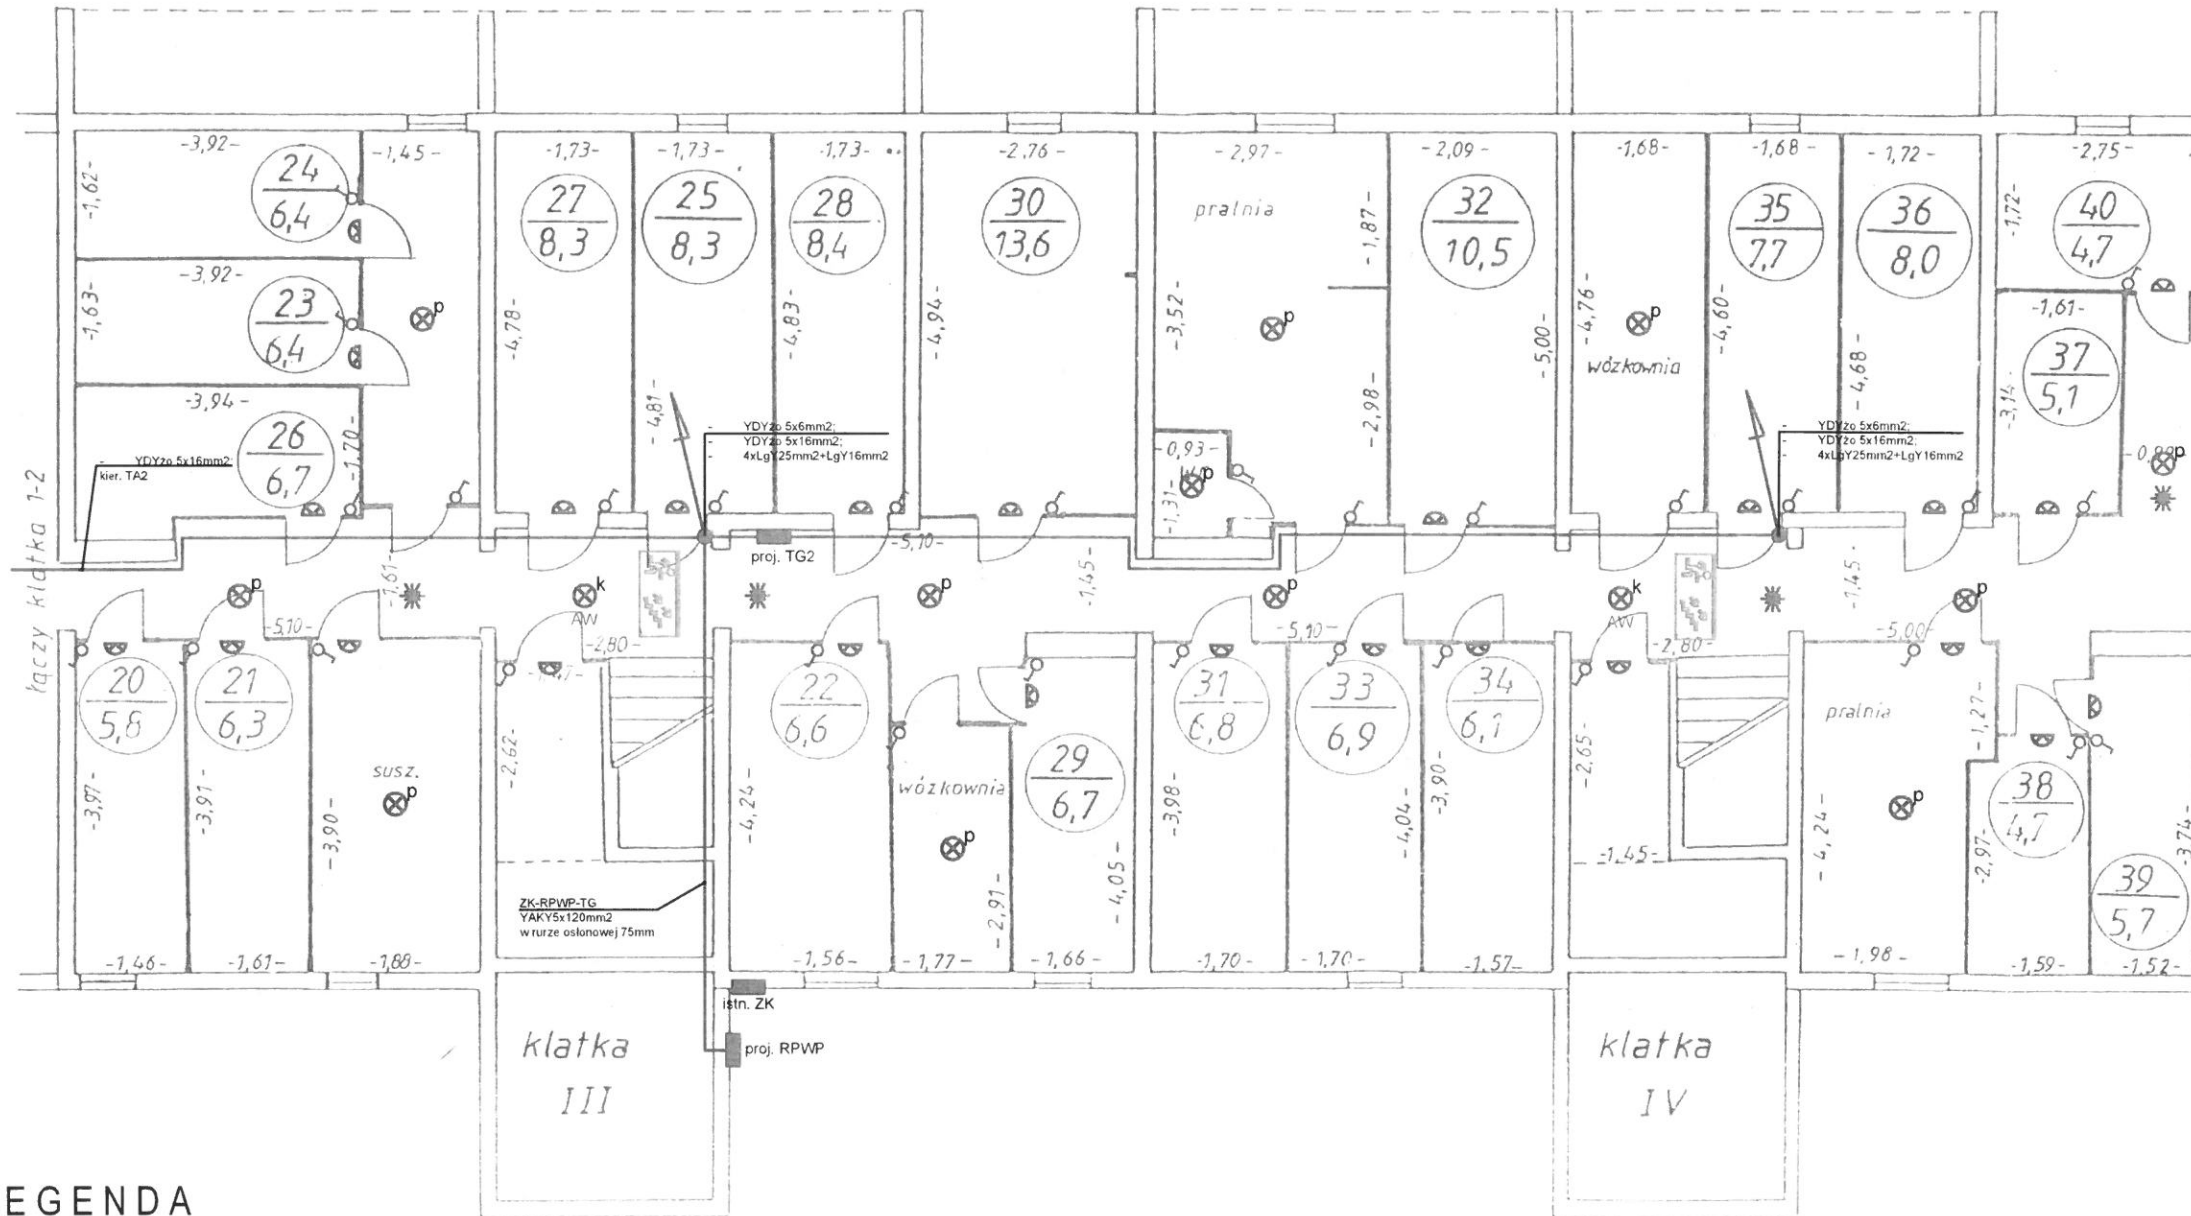 -3,92-
-1,62-
24
6,4
-1,45-
-1,73-
-1,73-
-1,73-
-2,76-
-2,97-
-2,09-
-1,68-
-1,68-
-1,72-
-2,75-
27
8,3
25
8,3
28
8,4
30
13,6
pralnia
-1,87-
32
10,5
35
7,7
36
8,0
-1,72-
40
4,7
-3,92-
-1,63-
23
6,4
p
-4,78-
-4,83-
-4,94-
-3,52-
p
-5,00-
-4,76-
p
wózkownia
-4,60-
-4,68-
-1,61-
37
5,1
-3,14-
-3,94-
26
6,7
-1,70-
-4,81-
-2,98-
- YDYżo 5x16mm2;
kier. TA2
- YDYżo 5x6mm2;
- YDYżo 5x16mm2;
- 4xLgY25mm2+LgY16mm2
-0,93-
p
-1,31-
- YDYżo 5x6mm2;
- YDYżo 5x16mm2;
- 4xLgY25mm2+LgY16mm2
p
łączy klatka 1-2
proj. TG2
-5,10-
-1,61-
p
k
AW
p
-1,45-
p
k
AW
-1,45-
p
-5,10-
-2,80-
-5,10-
-2,80-
-5,00-
20
5,8
21
6,3
22
6,6
31
6,8
33
6,9
34
6,1
pralnia
-1,27-
-2,62-
-2,65-
susz.
p
wózkownia
29
6,7
p
38
4,7
-3,97-
-3,91-
-3,90-
-4,24-
p
-3,98-
-4,04-
-3,90-
-1,45-
-4,24-
-2,97-
-3,74-
39
5,7
ZK-RPWP-TG
YAKY5x120mm2
w rurze osłonowej 75mm
-2,91-
-4,05-
-1,46-
-1,61-
-1,88-
-1,56-
-1,77-
-1,66-
-1,70-
-1,70-
-1,57-
-1,98-
-1,59-
-1,52-
istn. ZK
proj. RPWP
klatka
III
klatka
IV
EGENDA